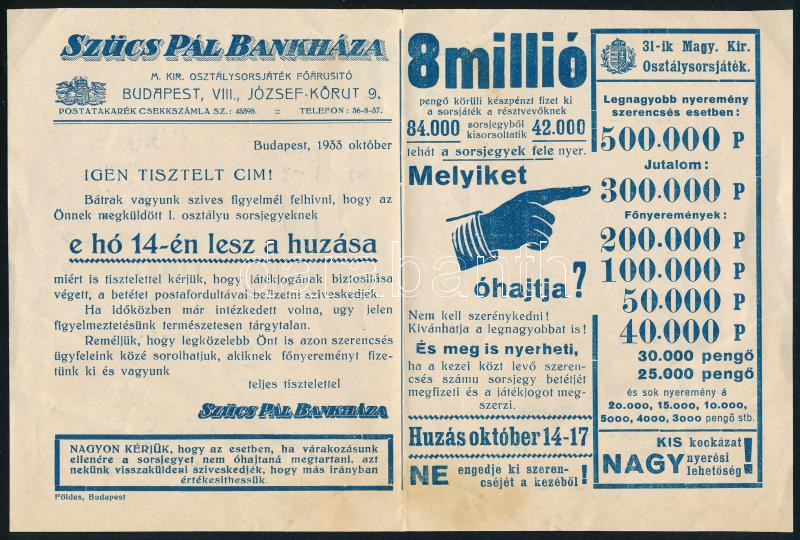 SZÜCS PÁL BANKHÁZA
M. KIR. OSZTÁLYSORSJÁTÉK FŐÁRUSITÓ
BUDAPEST, VIII., JÓZSEF-KÖRUT 9.
POSTATAKARÉK CSEKKSZÁMLA SZ.: 45398. :: TELEFON: 36-8-37.
Budapest, 1933 október
IGEN TISZTELT CIM!
Bátrak vagyunk szives figyelmét felhivni, hogy az
Önnek megküldött I. osztályu sorsjegyeknek
e hó 14-én lesz a huzása
miért is tisztelettel kérjük, hogy játékjogának biztositása
végett, a betétet postafordultával befizetni sziveskedjék.
Ha időközben már intézkedett volna, ugy jelen
figyelmeztetésünk természetesen tárgytalan.
Reméljük, hogy legközelebb Önt is azon szerencsés
ügyfeleink közé sorolhatjuk, akiknek főnyereményt fize-
tünk ki és vagyunk
teljes tisztelettel
SZÜCS PÁL BANKHÁZA
NAGYON KÉRJÜK, hogy az esetben, ha várakozásunk
ellenére a sorsjegyet nem óhajtaná megtartani, azt
nekünk visszaküldeni sziveskedjék, hogy más irányban
értékesithessük.
Földes, Budapest
8 millió
pengő körüli készpénzt fizet ki
a sorsjáték a résztvevőknek
84.000 sorsjegyből kisorsoltatik 42.000
tehát a sorsjegyek fele nyer.
Melyiket
óhajtja?
Nem kell szerénykedni!
Kivánhatja a legnagyobbat is!
És meg is nyerheti,
ha a kezei közt levő szeren-
csés számu sorsjegy betétjét
megfizeti és a játékjogot meg-
szerzi.
Huzás október 14-17
NE engedje ki szeren-
cséjét a kezéből!
31-ik Magy. Kir.
Osztálysorsjáték.
Legnagyobb nyeremény
szerencsés esetben:
500.000 P
Jutalom:
300.000 P
Főnyeremények:
200.000 P
100.000 P
50.000 P
40.000 P
30.000 pengő
25.000 pengő
és sok nyeremény á
20.000, 15.000, 10.000,
5000, 4000, 3000 pengő stb.
KIS kockázat
NAGY nyerési lehetőség!
darabanth